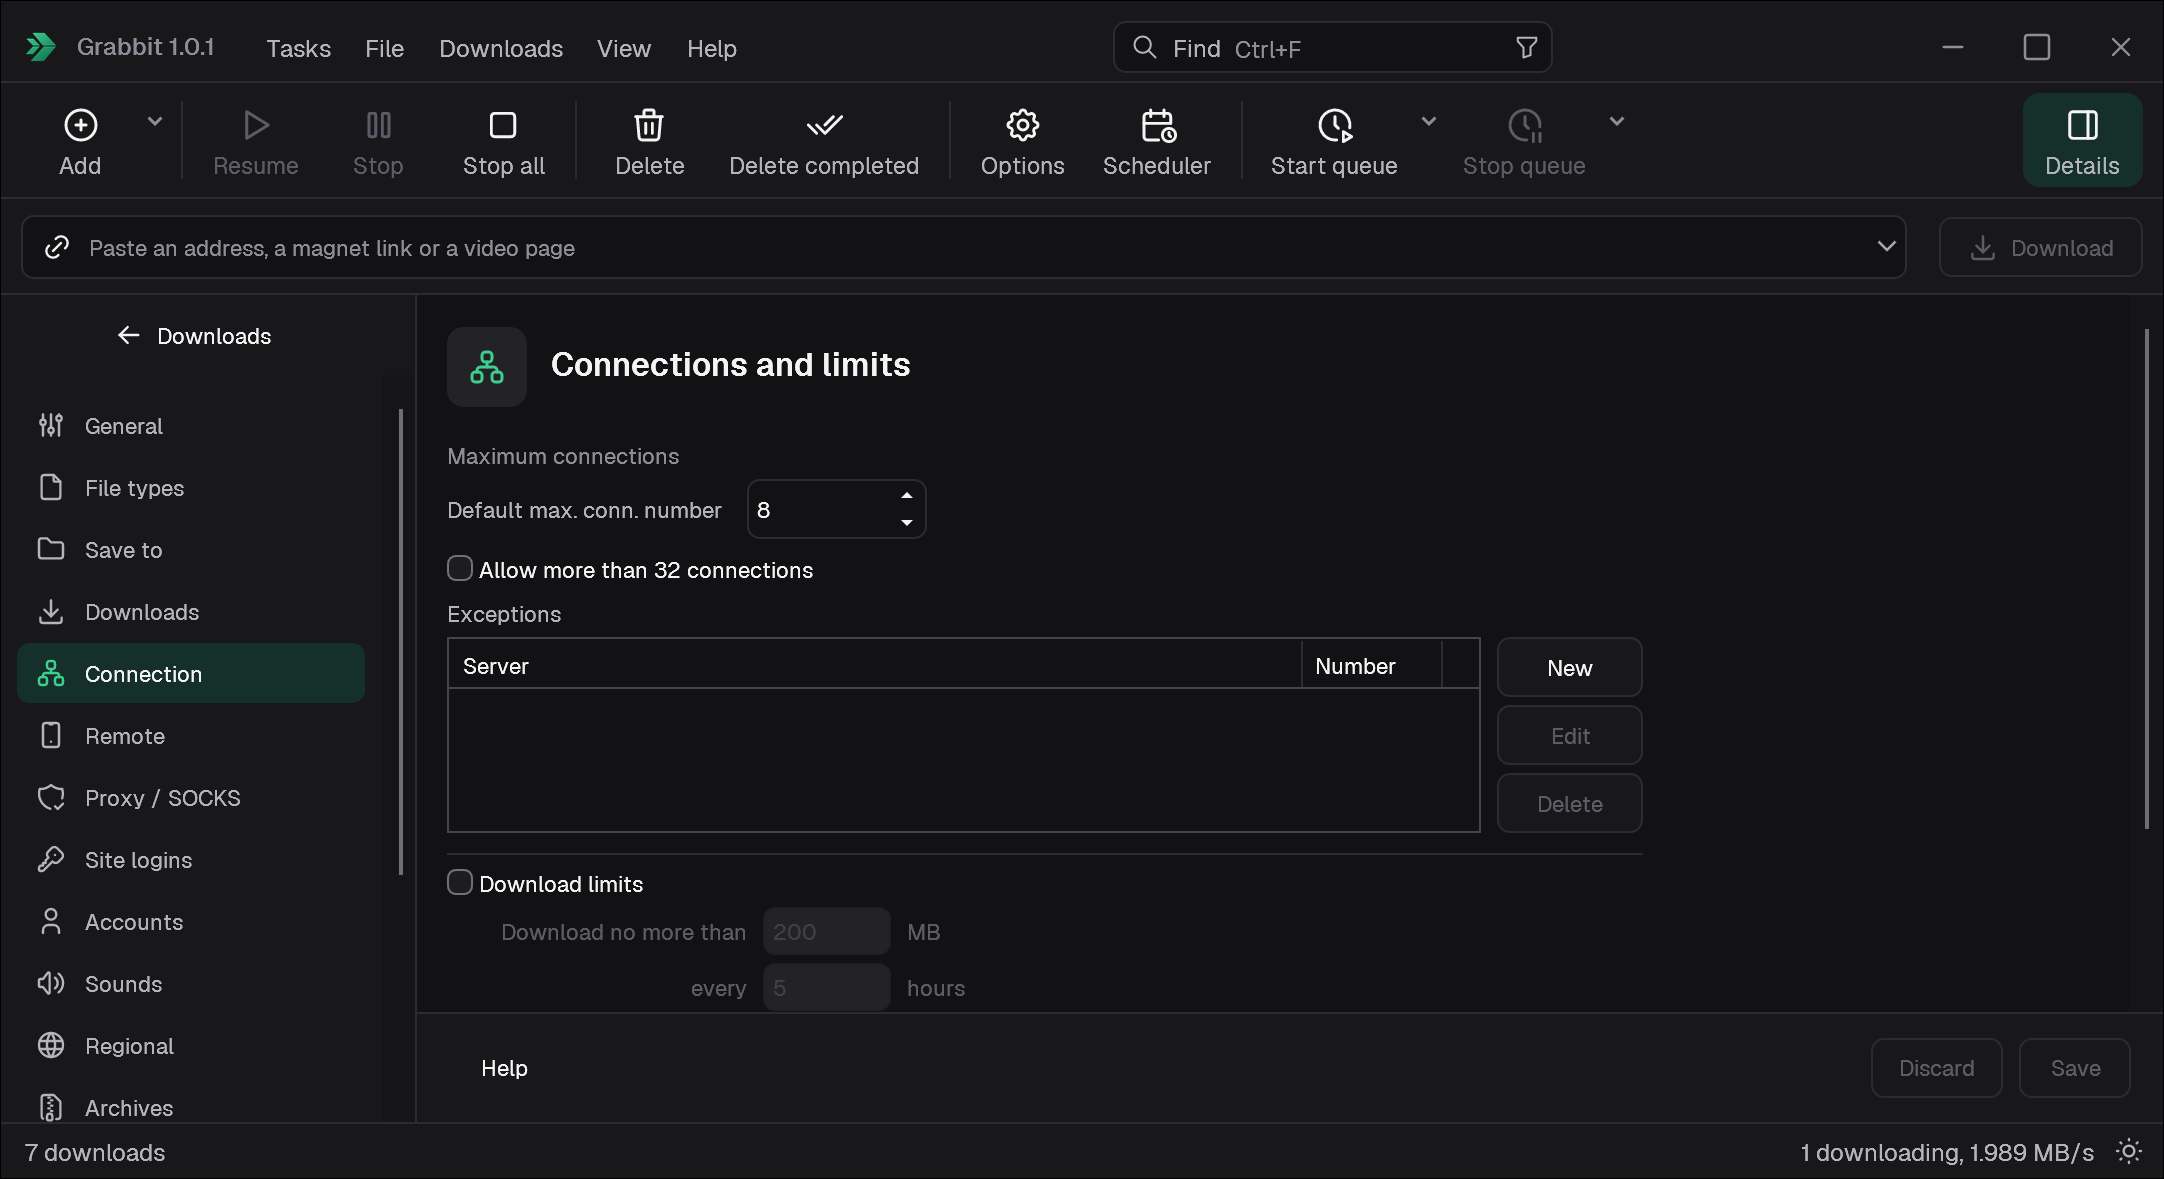 Grabbit 1.0.1 Tasks File Downloads View Help Find Ctrl+F
Add Resume Stop Stop all Delete Delete completed Options Scheduler Start queue Stop queue Details
Paste an address, a magnet link or a video page Download
Downloads
General
File types
Save to
Downloads
Connection
Remote
Proxy / SOCKS
Site logins
Accounts
Sounds
Regional
Archives
Connections and limits
Maximum connections
Default max. conn. number 8
Allow more than 32 connections
Exceptions
Server Number New
Edit
Delete
Download limits
Download no more than 200 MB
every 5 hours
Help Discard Save
7 downloads 1 downloading, 1.989 MB/s